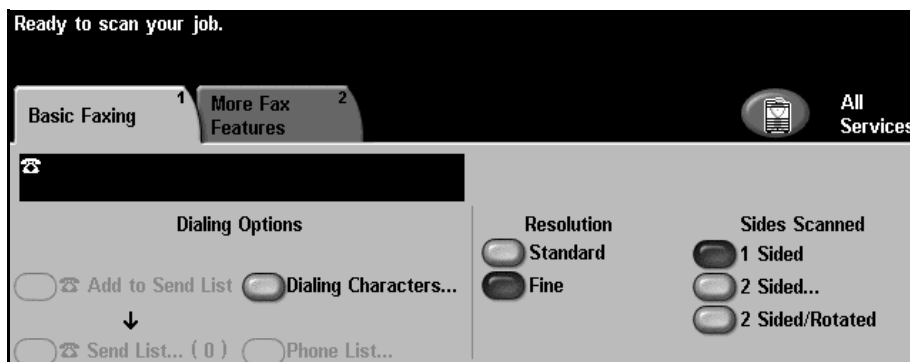 Ready to scan your job.
Basic Faxing 1
More Fax 2
Features
All
Services
☎
Dialing Options
☎ Add to Send List
Dialing Characters...
↓
☎ Send List... ( 0 )
Phone List...
Resolution
Standard
Fine
Sides Scanned
1 Sided
2 Sided...
2 Sided/Rotated